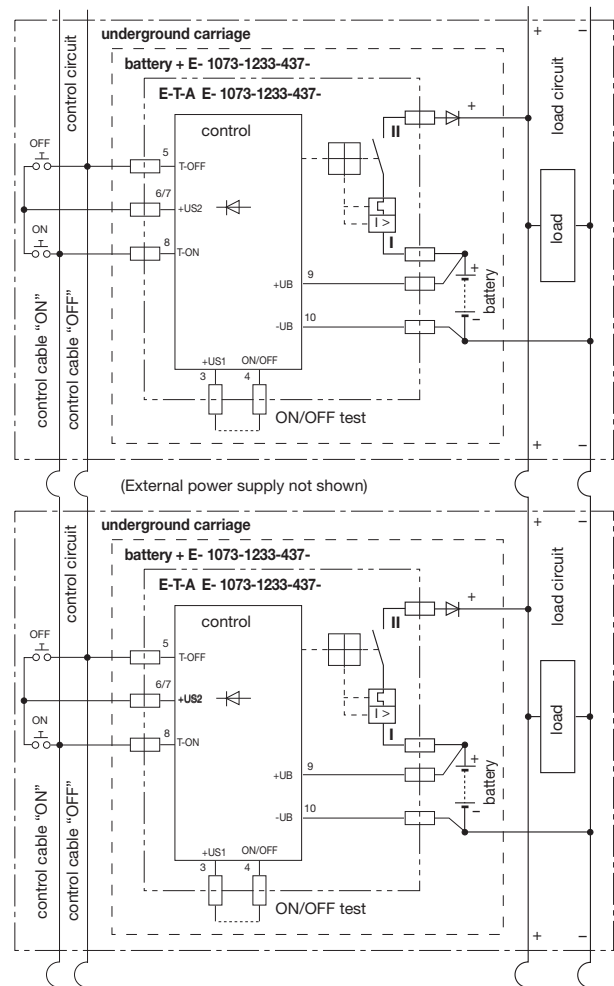 + −
underground carriage
battery + E- 1073-1233-437-
E-T-A E- 1073-1233-437-
control circuit
control
II
+
load circuit
OFF
5
T-OFF
6/7
+US2
ON
8
T-ON
I >
I
load
9
+UB
+
battery
10
-UB
−
control cable “ON”
control cable “OFF”
+US1 ON/OFF
3 4
ON/OFF test
+ −
(External power supply not shown)
+ −
underground carriage
battery + E- 1073-1233-437-
E-T-A E- 1073-1233-437-
control circuit
control
II
+
load circuit
OFF
5
T-OFF
6/7
+US2
ON
8
T-ON
I >
I
load
9
+UB
+
battery
10
-UB
−
control cable “ON”
control cable “OFF”
+US1 ON/OFF
3 4
ON/OFF test
+ −